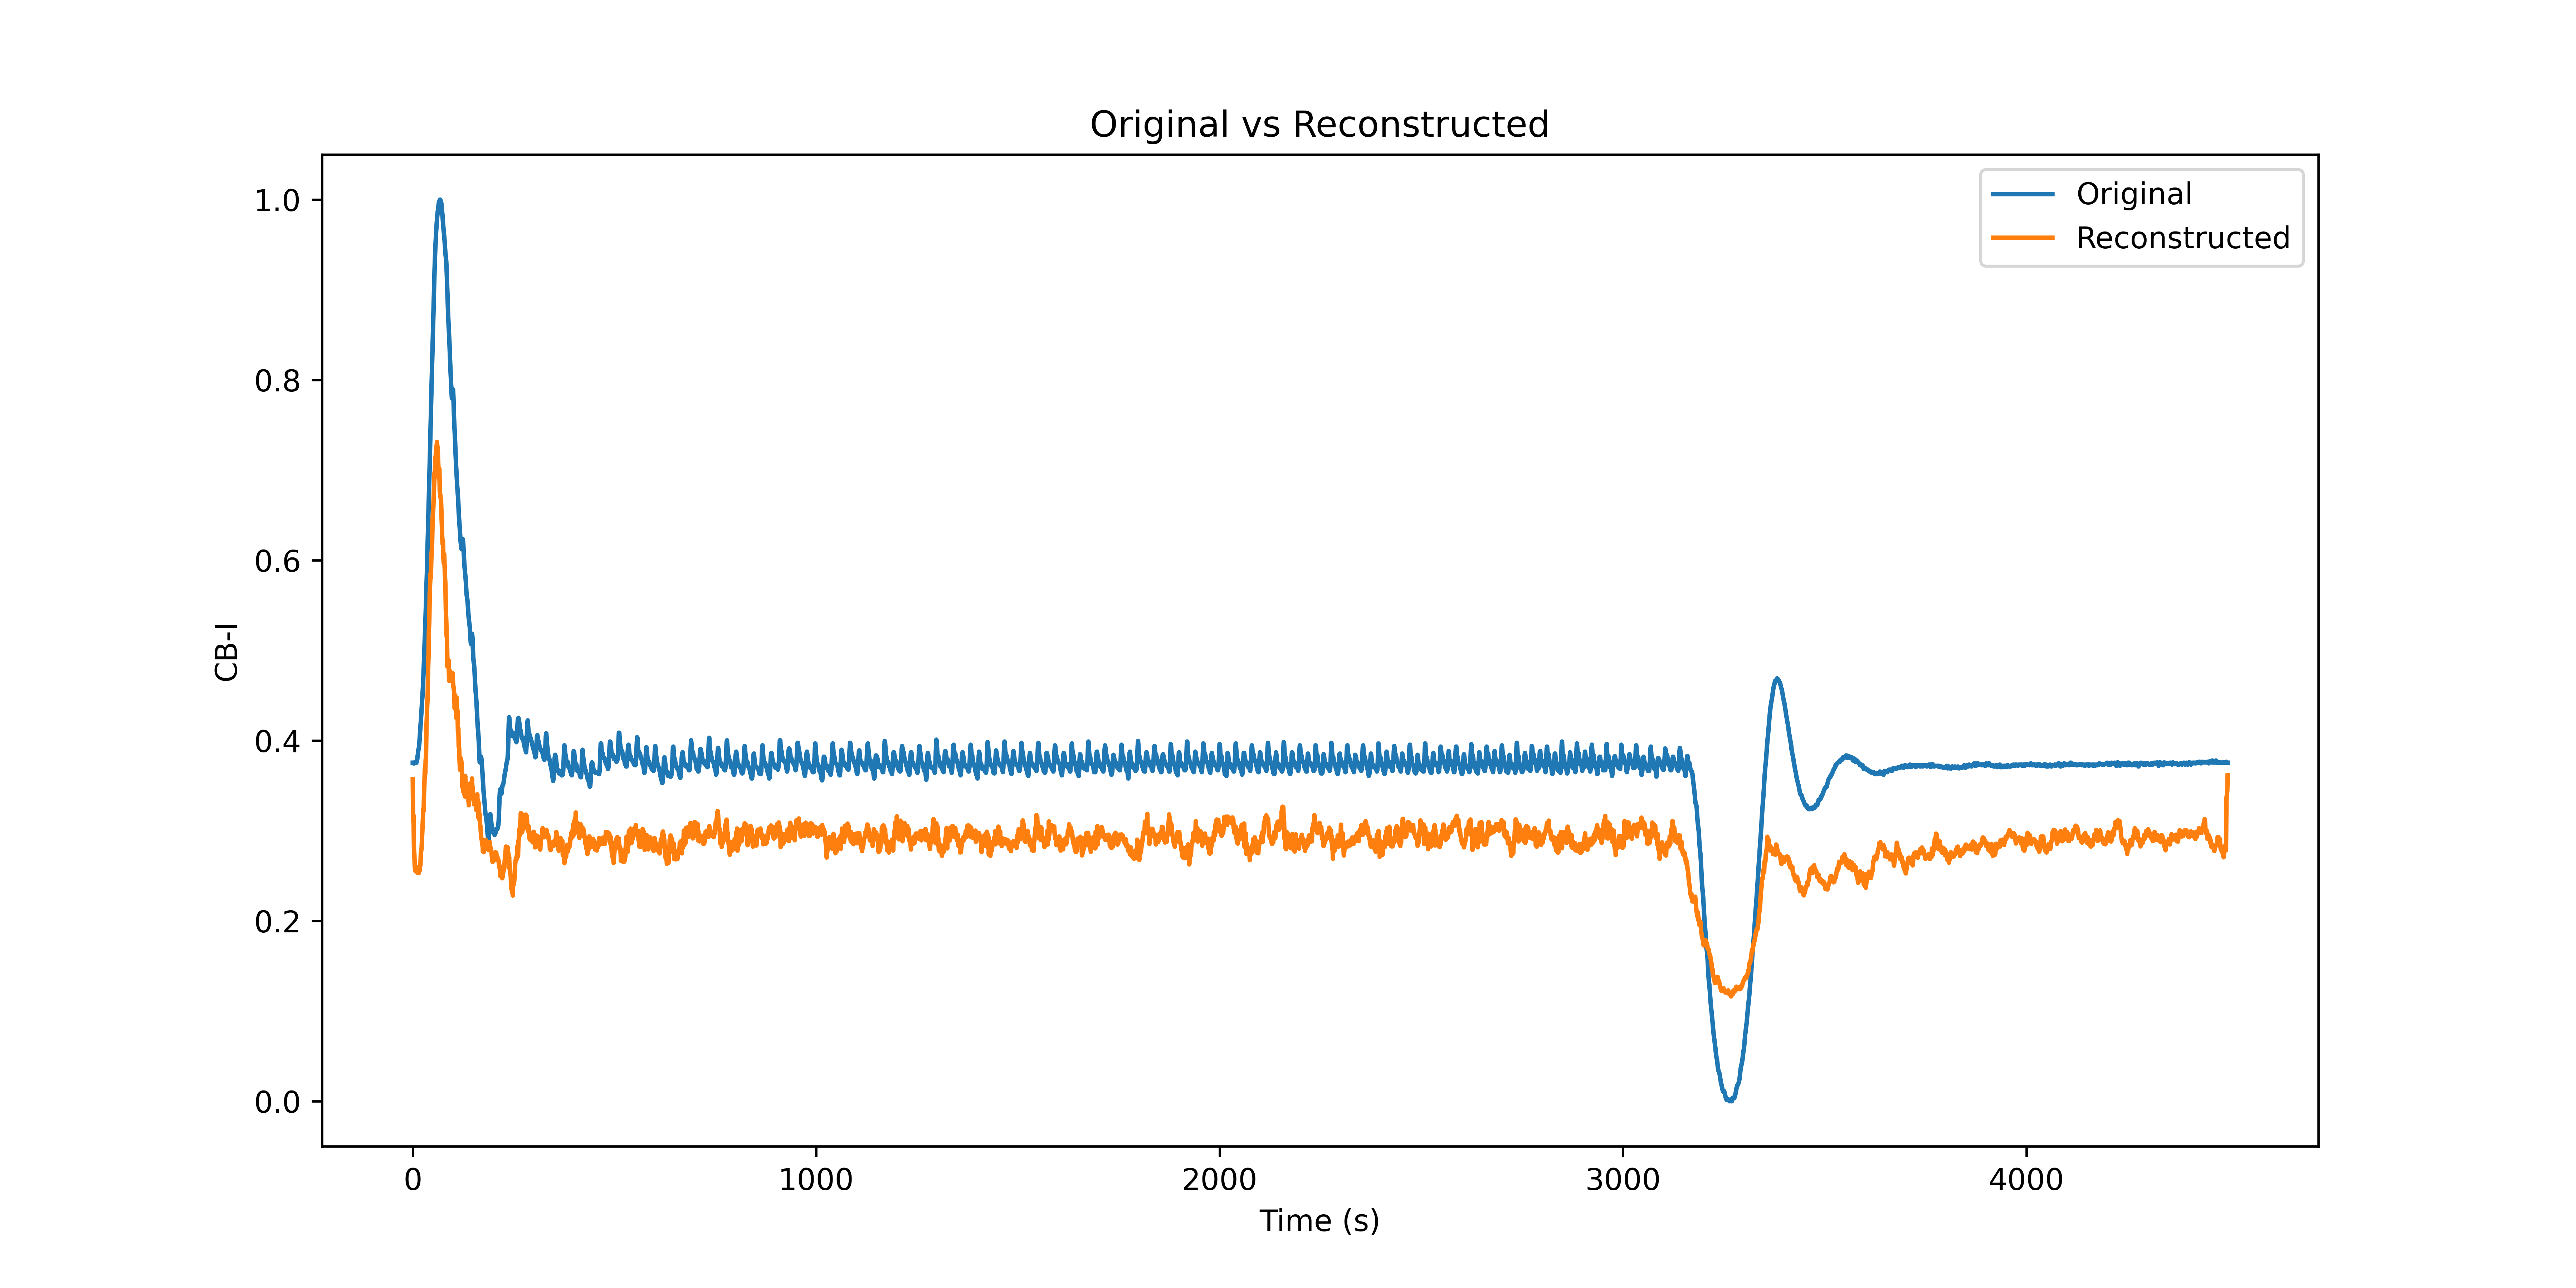 Original vs Reconstructed
Original
Reconstructed
1.0
0.8
0.6
0.4
0.2
0.0
CB-I
0 1000 2000 3000 4000
Time (s)